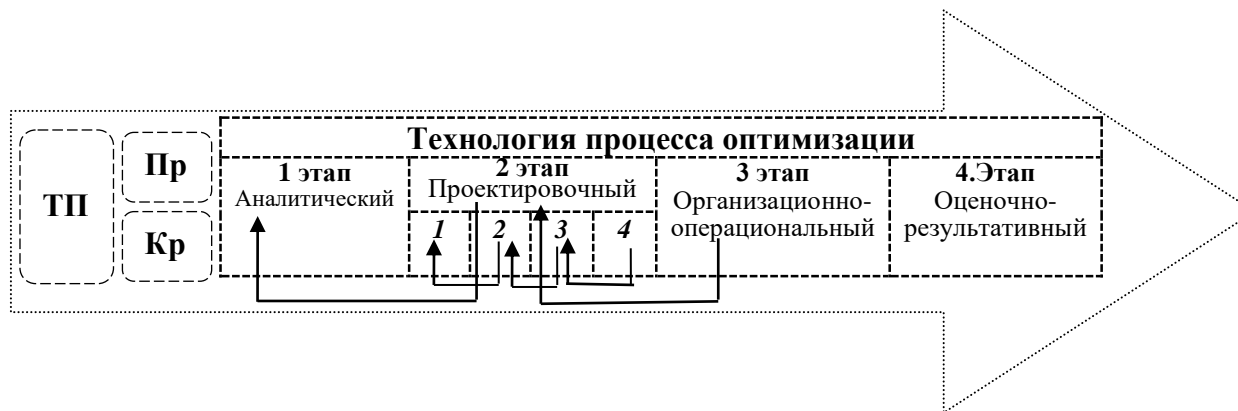 ТП
Пр
Кр
Технология процесса оптимизации
1 этап
Аналитический
2 этап
Проектировочный
1 2 3 4
3 этап
Организационно-
операциональный
4.Этап
Оценочно-
результативный